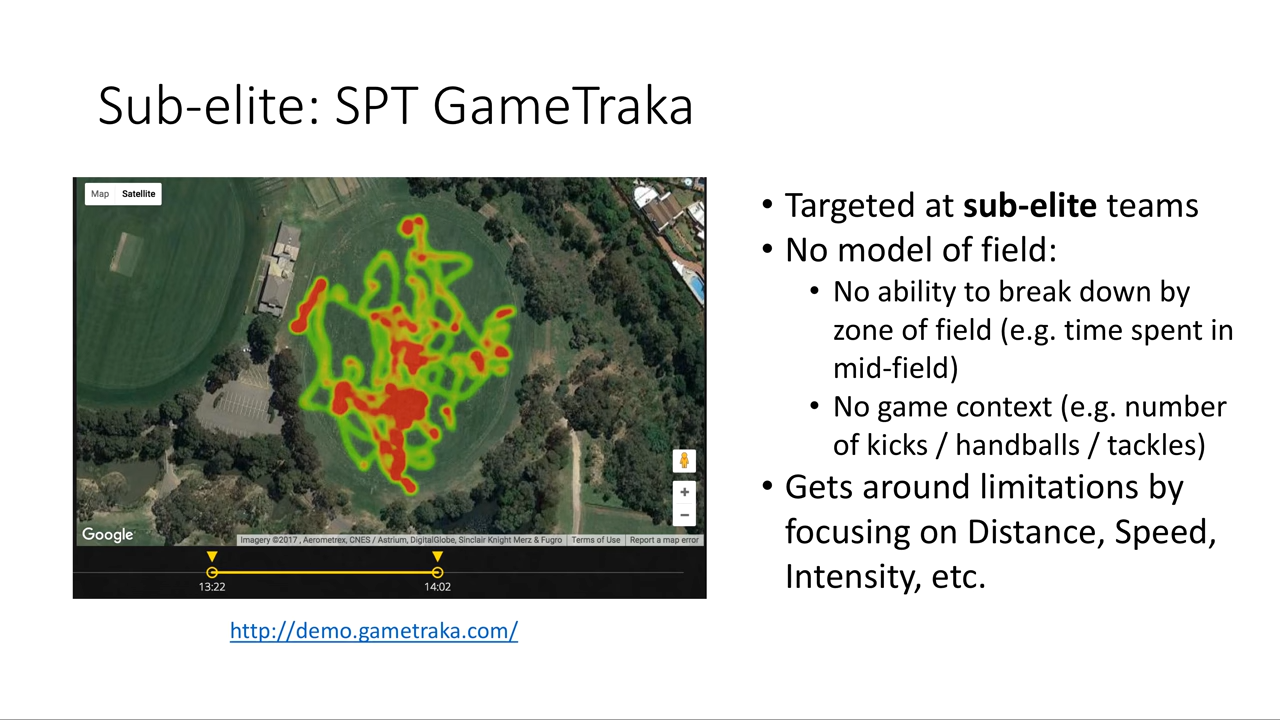 Sub-elite: SPT GameTraka
Map Satellite
Google
Imagery ©2017 , Aerometrex, CNES / Astrium, DigitalGlobe, Sinclair Knight Merz & Fugro Terms of Use Report a map error
13:22 14:02
http://demo.gametraka.com/
• Targeted at sub-elite teams
• No model of field:
• No ability to break down by
zone of field (e.g. time spent in
mid-field)
• No game context (e.g. number
of kicks / handballs / tackles)
• Gets around limitations by
focusing on Distance, Speed,
Intensity, etc.